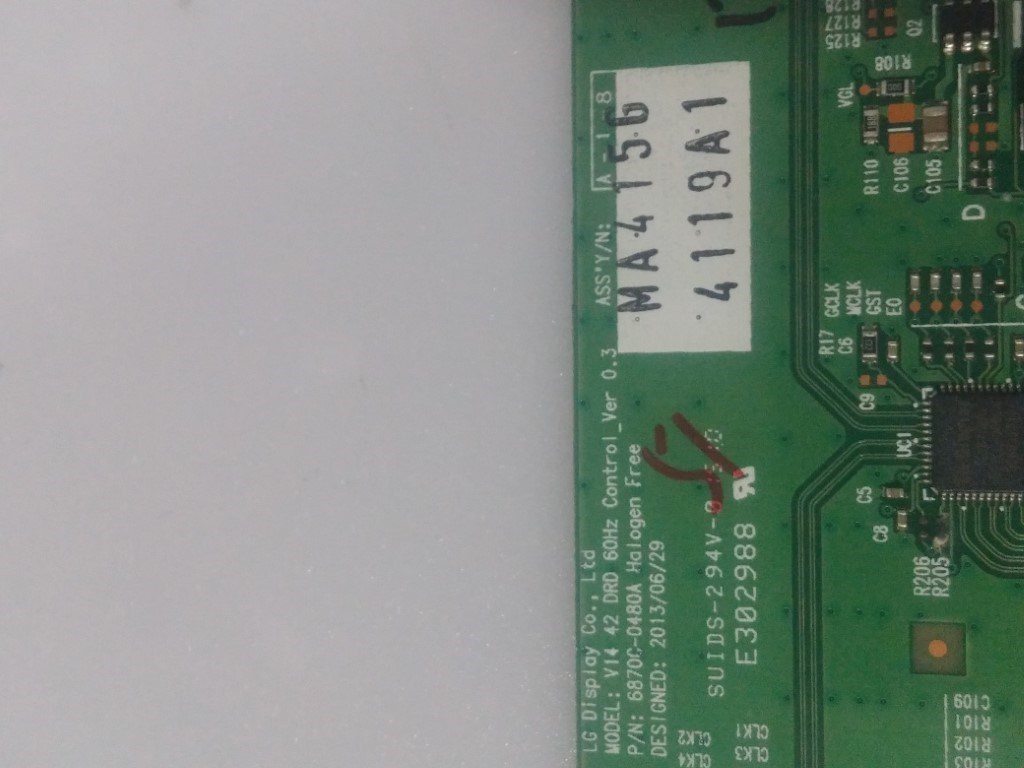 LG Display Co., Ltd
MODEL: V14 42 DRD 60Hz Control_Ver 0.3
P/N: 6870C-0480A Halogen Free
DESIGNED: 2013/06/29
ASS'Y/N:
A - 1 8
MA4156
4119A1
E302988
CLK1
CLK2
CLK3
CLK4
R128
R127
R125
Q2
R108
VGL
R110
C106
C105
D
GCLK
MCLK
GST
EO
R17
C6
C9
UC1
C5
C8
R206
R205
C109
R101
R102
R103